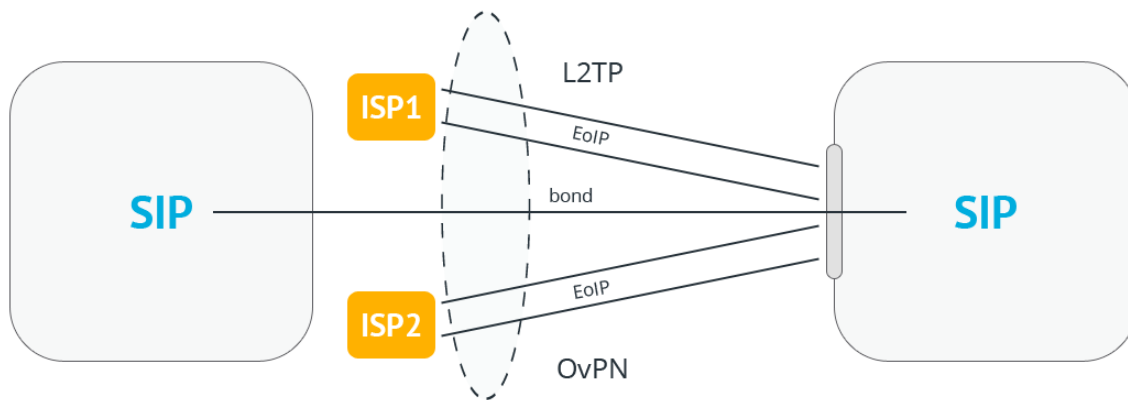 L2TP
ISP1
EoIP
bond
SIP
SIP
EoIP
ISP2
OvPN